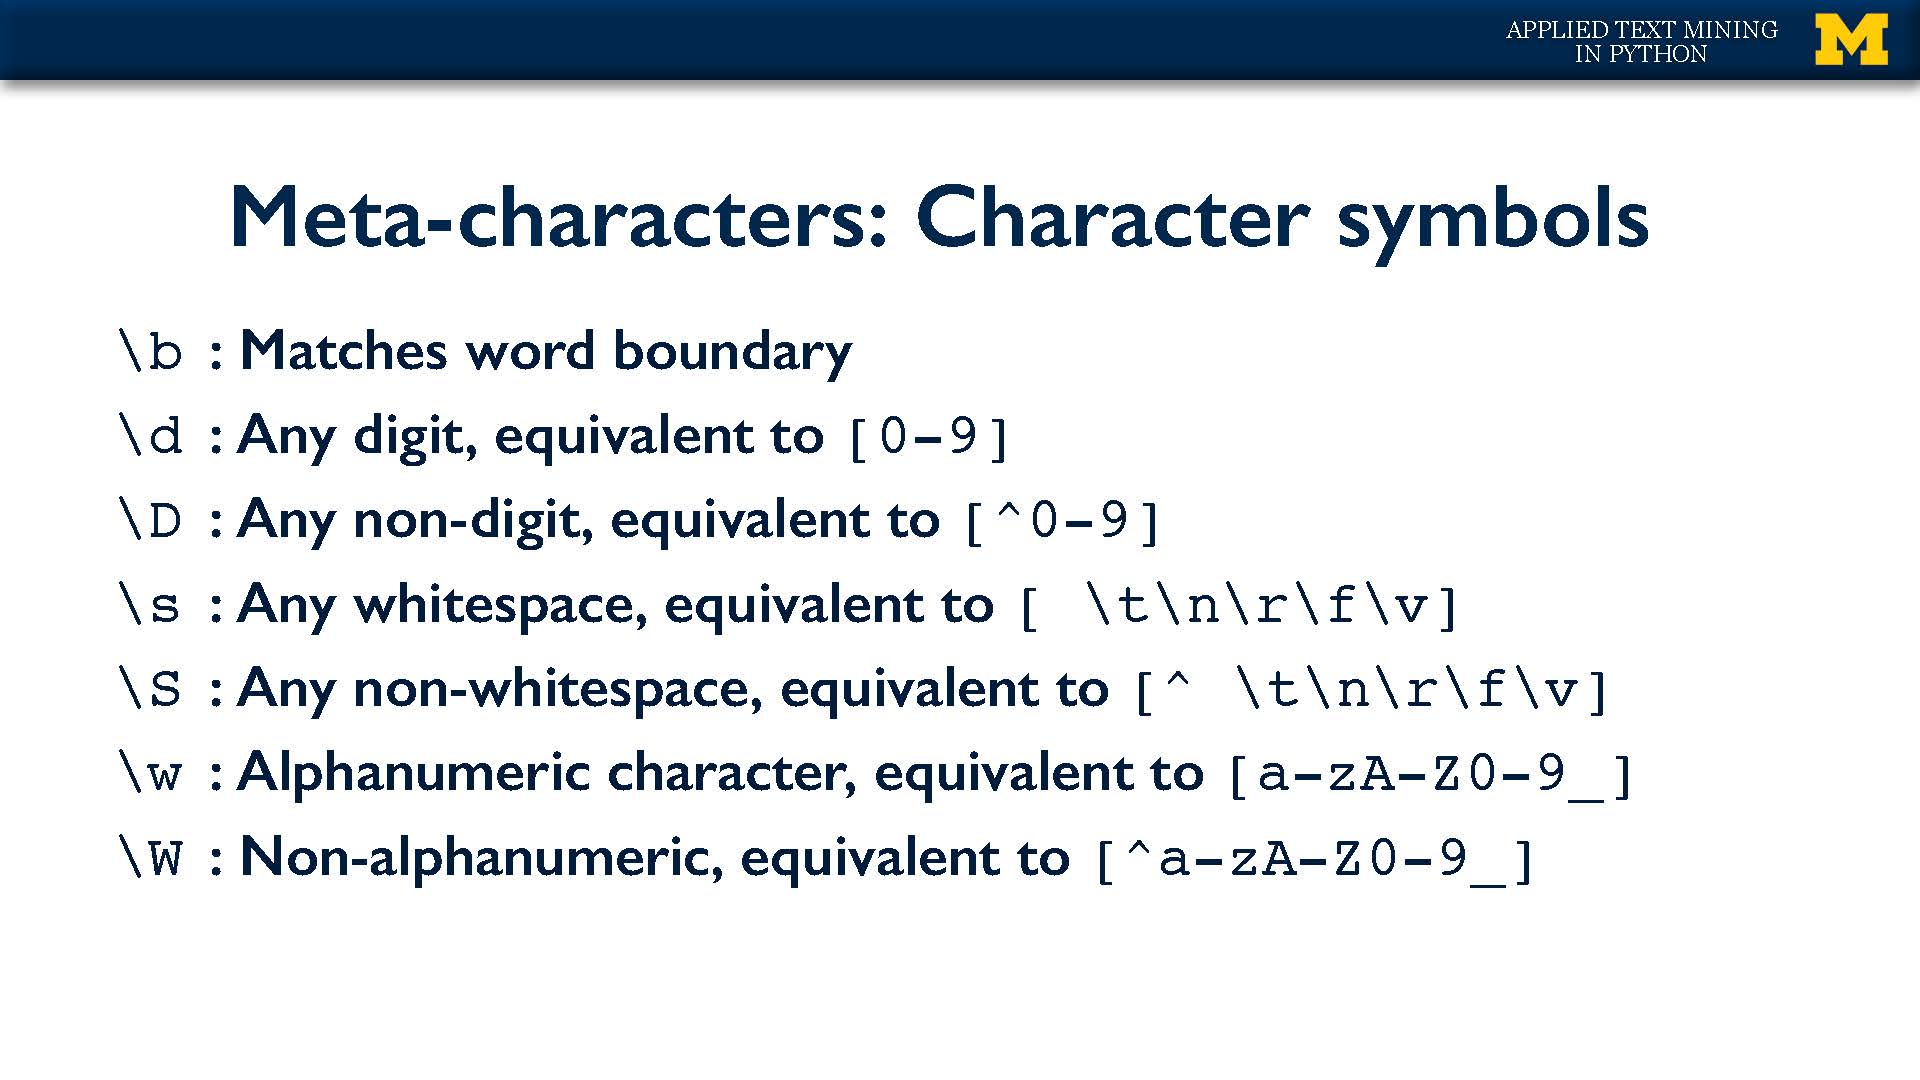 APPLIED TEXT MINING
IN PYTHON
M
Meta-characters: Character symbols
\b : Matches word boundary
\d : Any digit, equivalent to [0-9]
\D : Any non-digit, equivalent to [^0-9]
\s : Any whitespace, equivalent to [ \t\n\r\f\v]
\S : Any non-whitespace, equivalent to [^ \t\n\r\f\v]
\w : Alphanumeric character, equivalent to [a-zA-Z0-9_]
\W : Non-alphanumeric, equivalent to [^a-zA-Z0-9_]